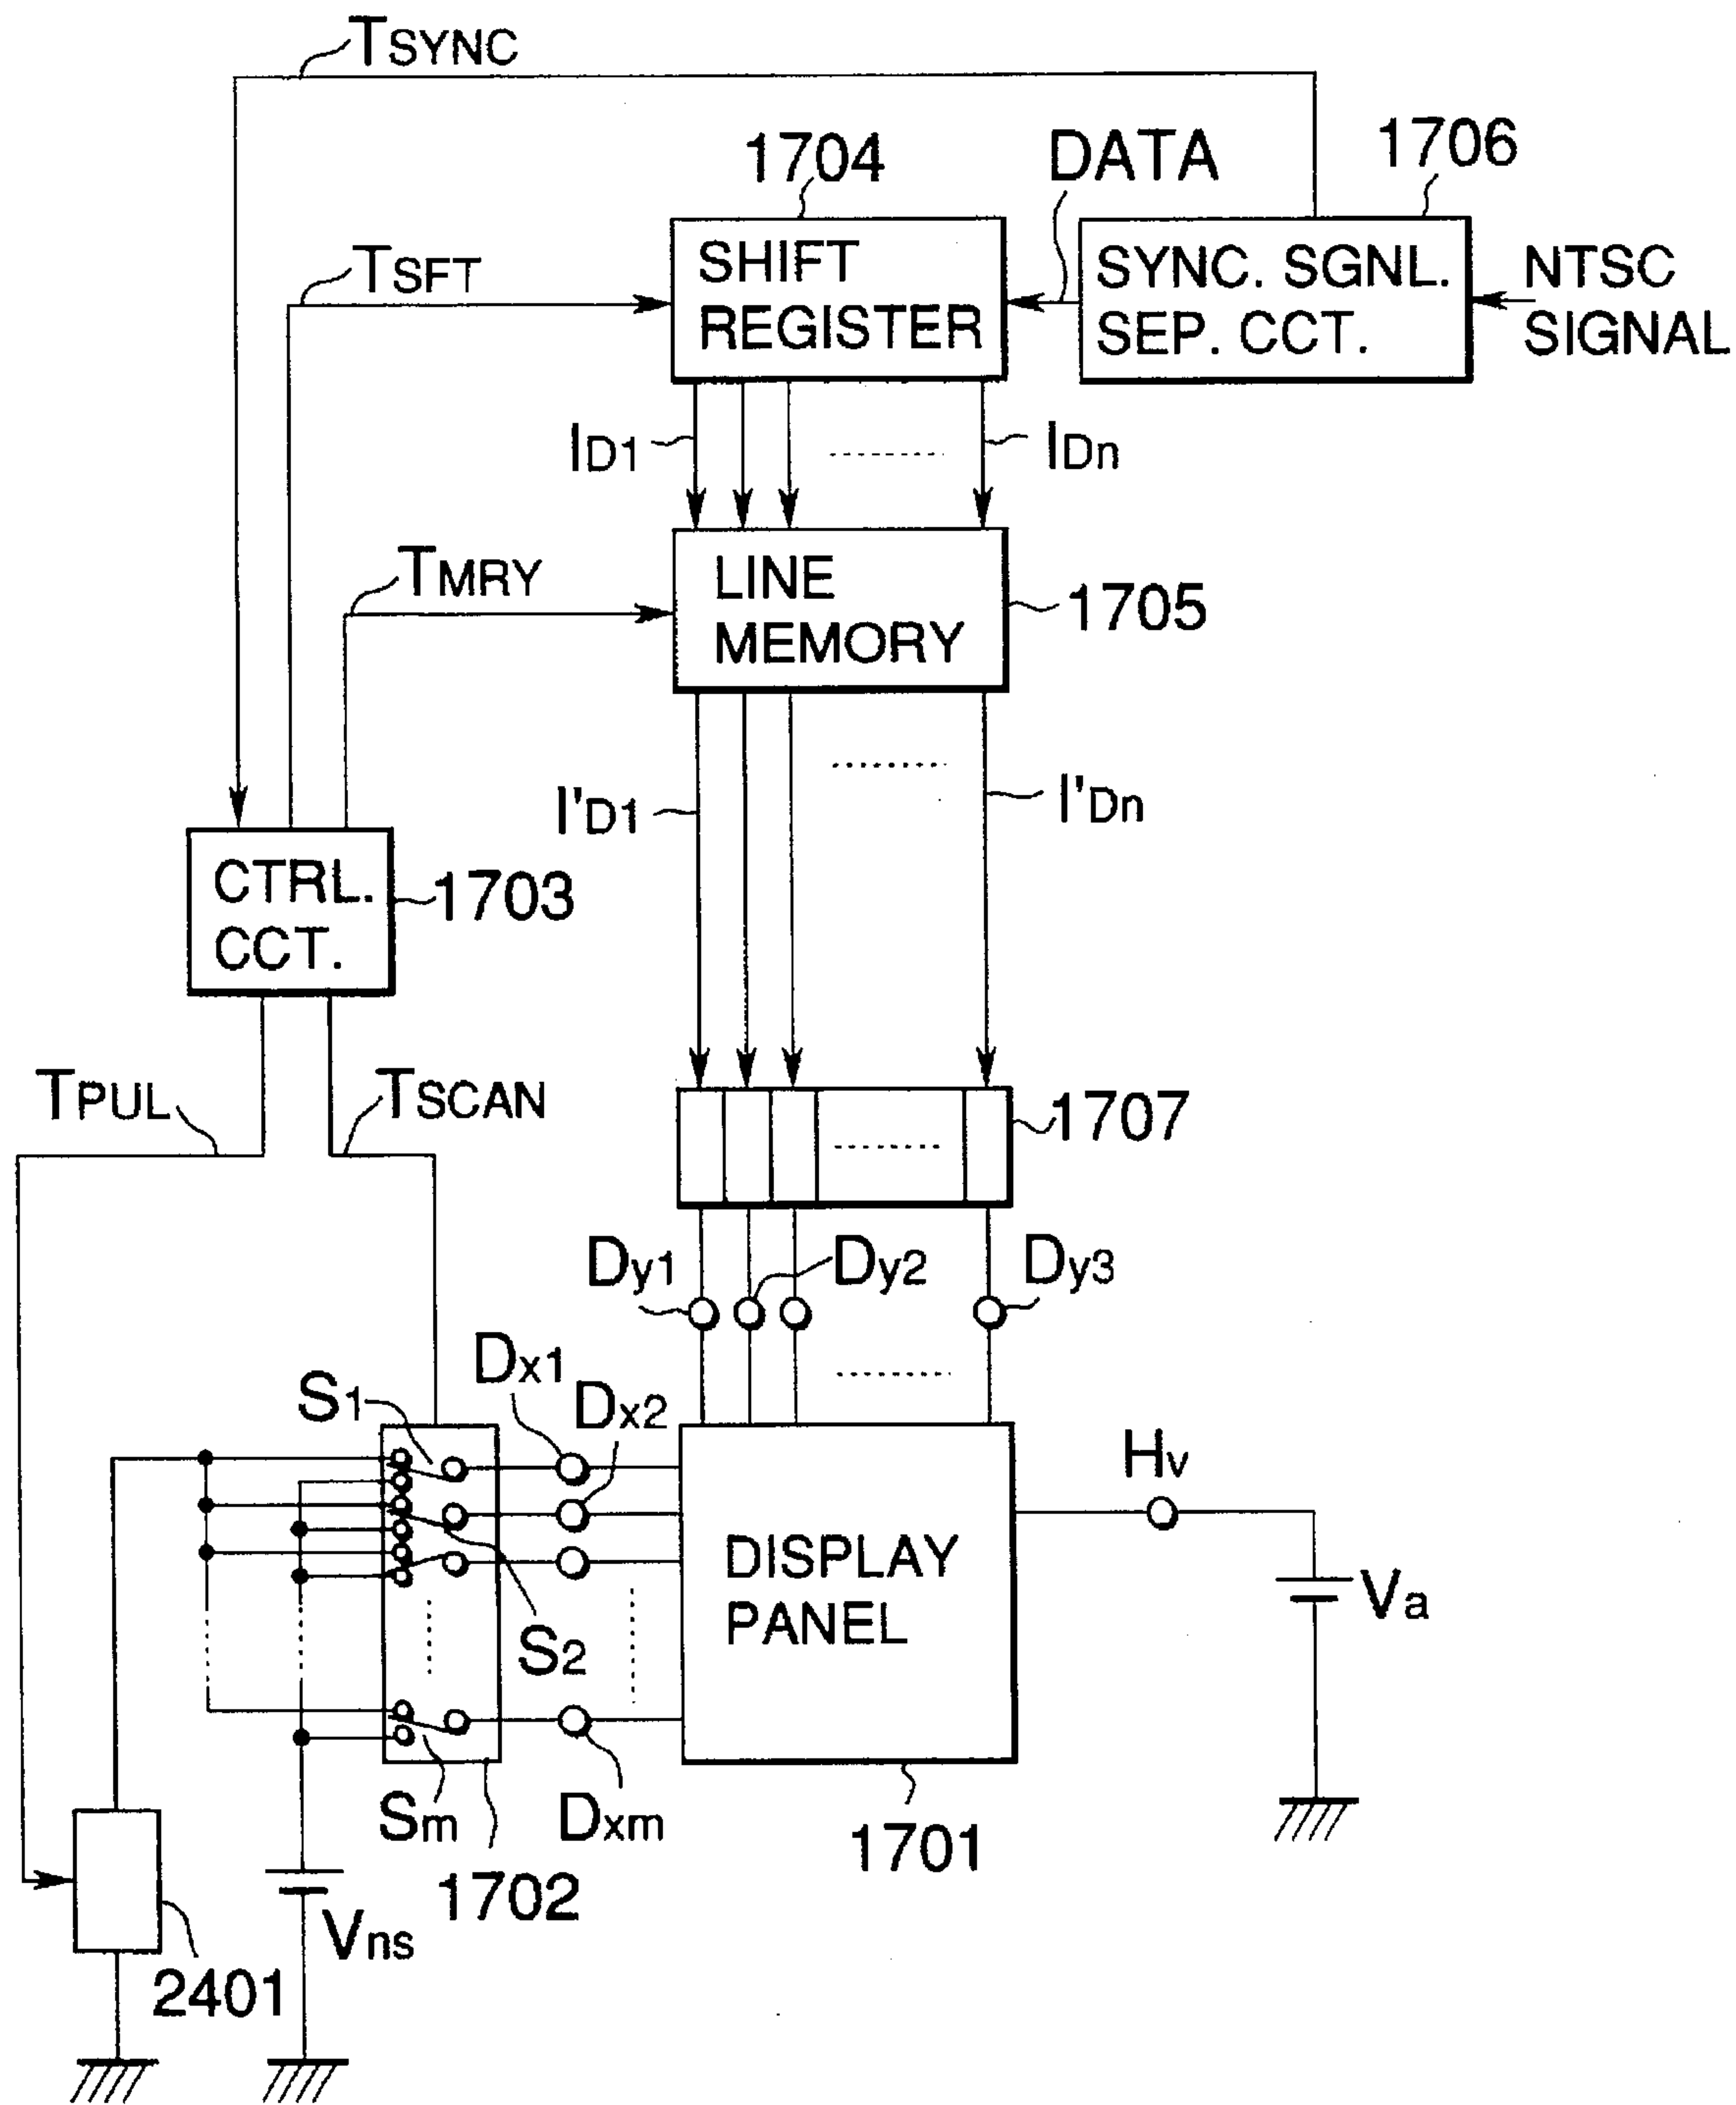 TSYNC
1704
DATA
1706
TSFT
SHIFT
REGISTER
SYNC. SGNL.
SEP. CCT.
NTSC
SIGNAL
ID1
IDn
TMRY
LINE
MEMORY
1705
I'D1
I'Dn
CTRL.
CCT.
1703
TPUL
TSCAN
1707
Dy1
Dy2
Dy3
Dx1
S1
Dx2
Hv
DISPLAY
PANEL
Va
S2
Sm
Dxm
1701
1702
Vns
2401